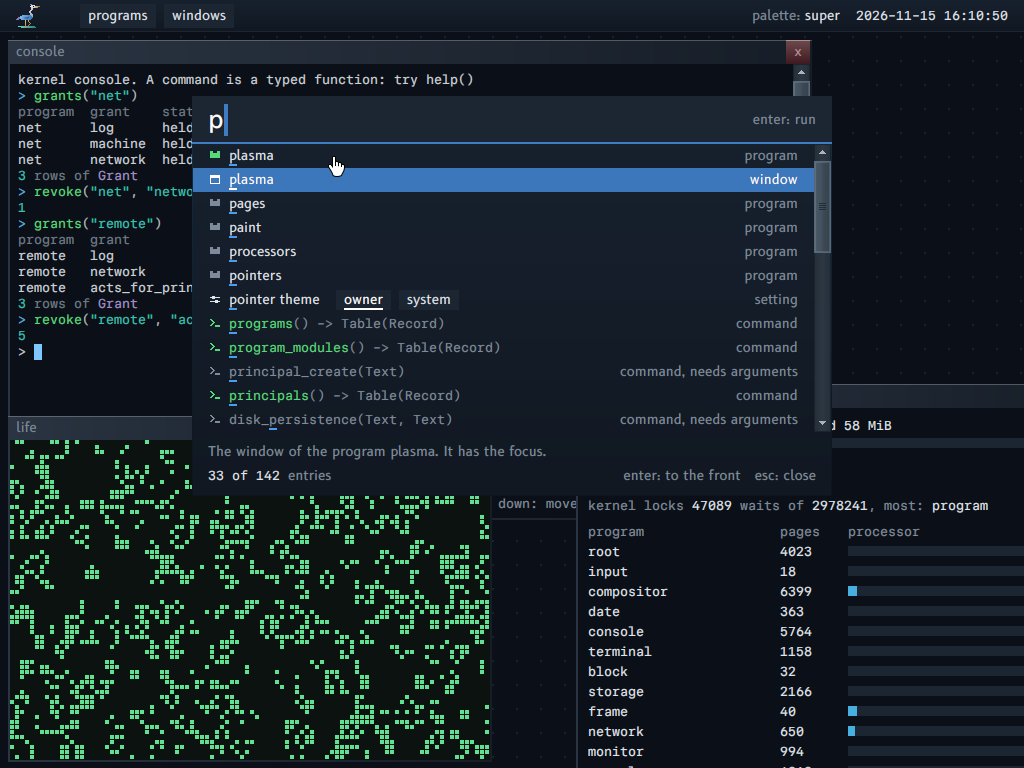 programs windows palette: super 2026-11-15 16:10:50
console x
kernel console. A command is a typed function: try help()
> grants("net")
program grant stat
net log held
net machine held
net network held
3 rows of Grant
> revoke("net", "netwo
1
> grants("remote")
program grant
remote log
remote network
remote acts_for_prin
3 rows of Grant
> revoke("remote", "ac
5
>
p enter: run
plasma program
plasma window
pages program
paint program
processors program
pointers program
pointer theme owner system setting
programs() -> Table(Record) command
program_modules() -> Table(Record) command
principal_create(Text) command, needs arguments
principals() -> Table(Record) command
disk_persistence(Text, Text) command, needs arguments
The window of the program plasma. It has the focus.
33 of 142 entries enter: to the front esc: close
life
down: move
d 58 MiB
kernel locks 47089 waits of 2978241, most: program
program pages processor
root 4023
input 18
compositor 6399
date 363
console 5764
terminal 1158
block 32
storage 2166
frame 40
network 650
monitor 994